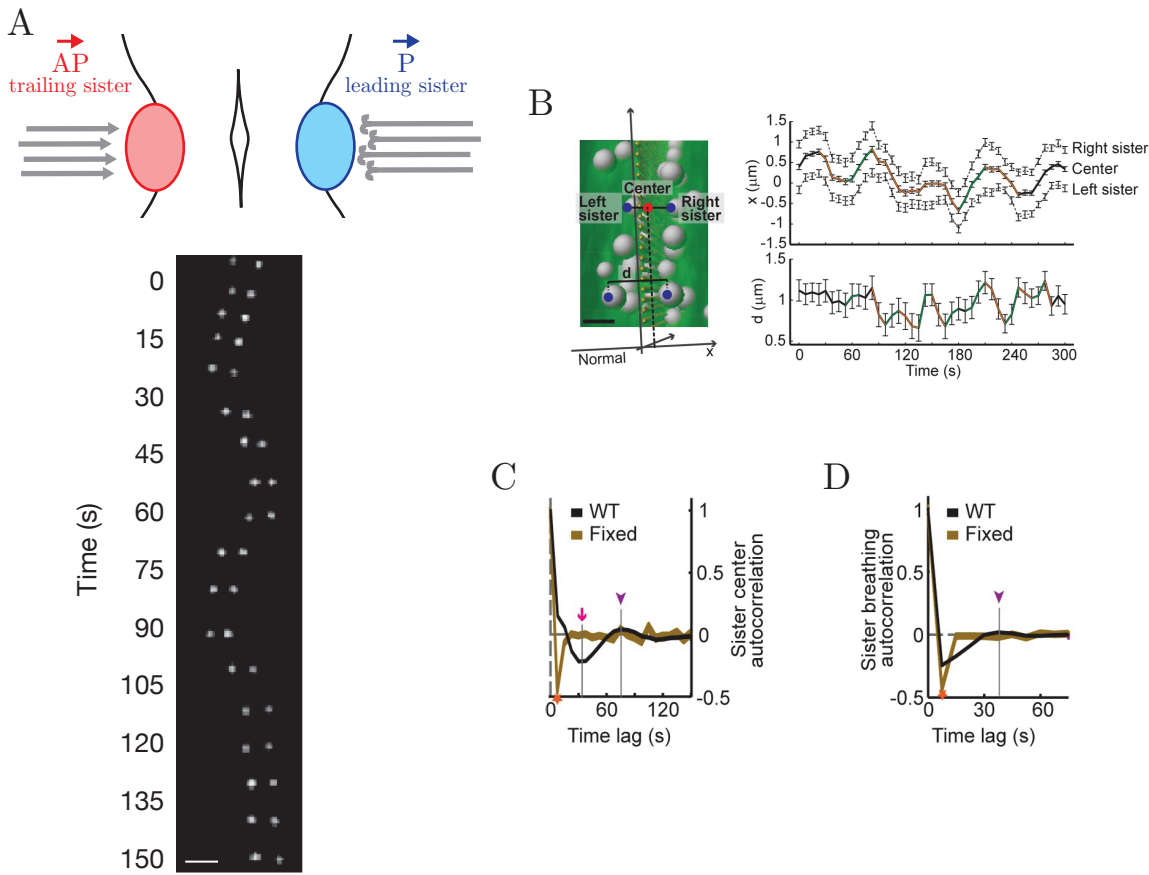 A
AP
trailing sister
P
leading sister
Time (s)
0
15
30
45
60
75
90
105
120
135
150
B
Center
Left
sister
Right
sister
d
Normal
x
x (μm)
1.5
1
0.5
0
-0.5
-1
-1.5
Right sister
Center
Left sister
d (μm)
1.5
1
0.5
0
60
120
180
240
300
Time (s)
C
WT
Fixed
1
0.5
0
-0.5
Sister center
autocorrelation
0
60
120
Time lag (s)
D
WT
Fixed
Sister breathing
autocorrelation
1
0.5
0
-0.5
0
30
60
Time lag (s)